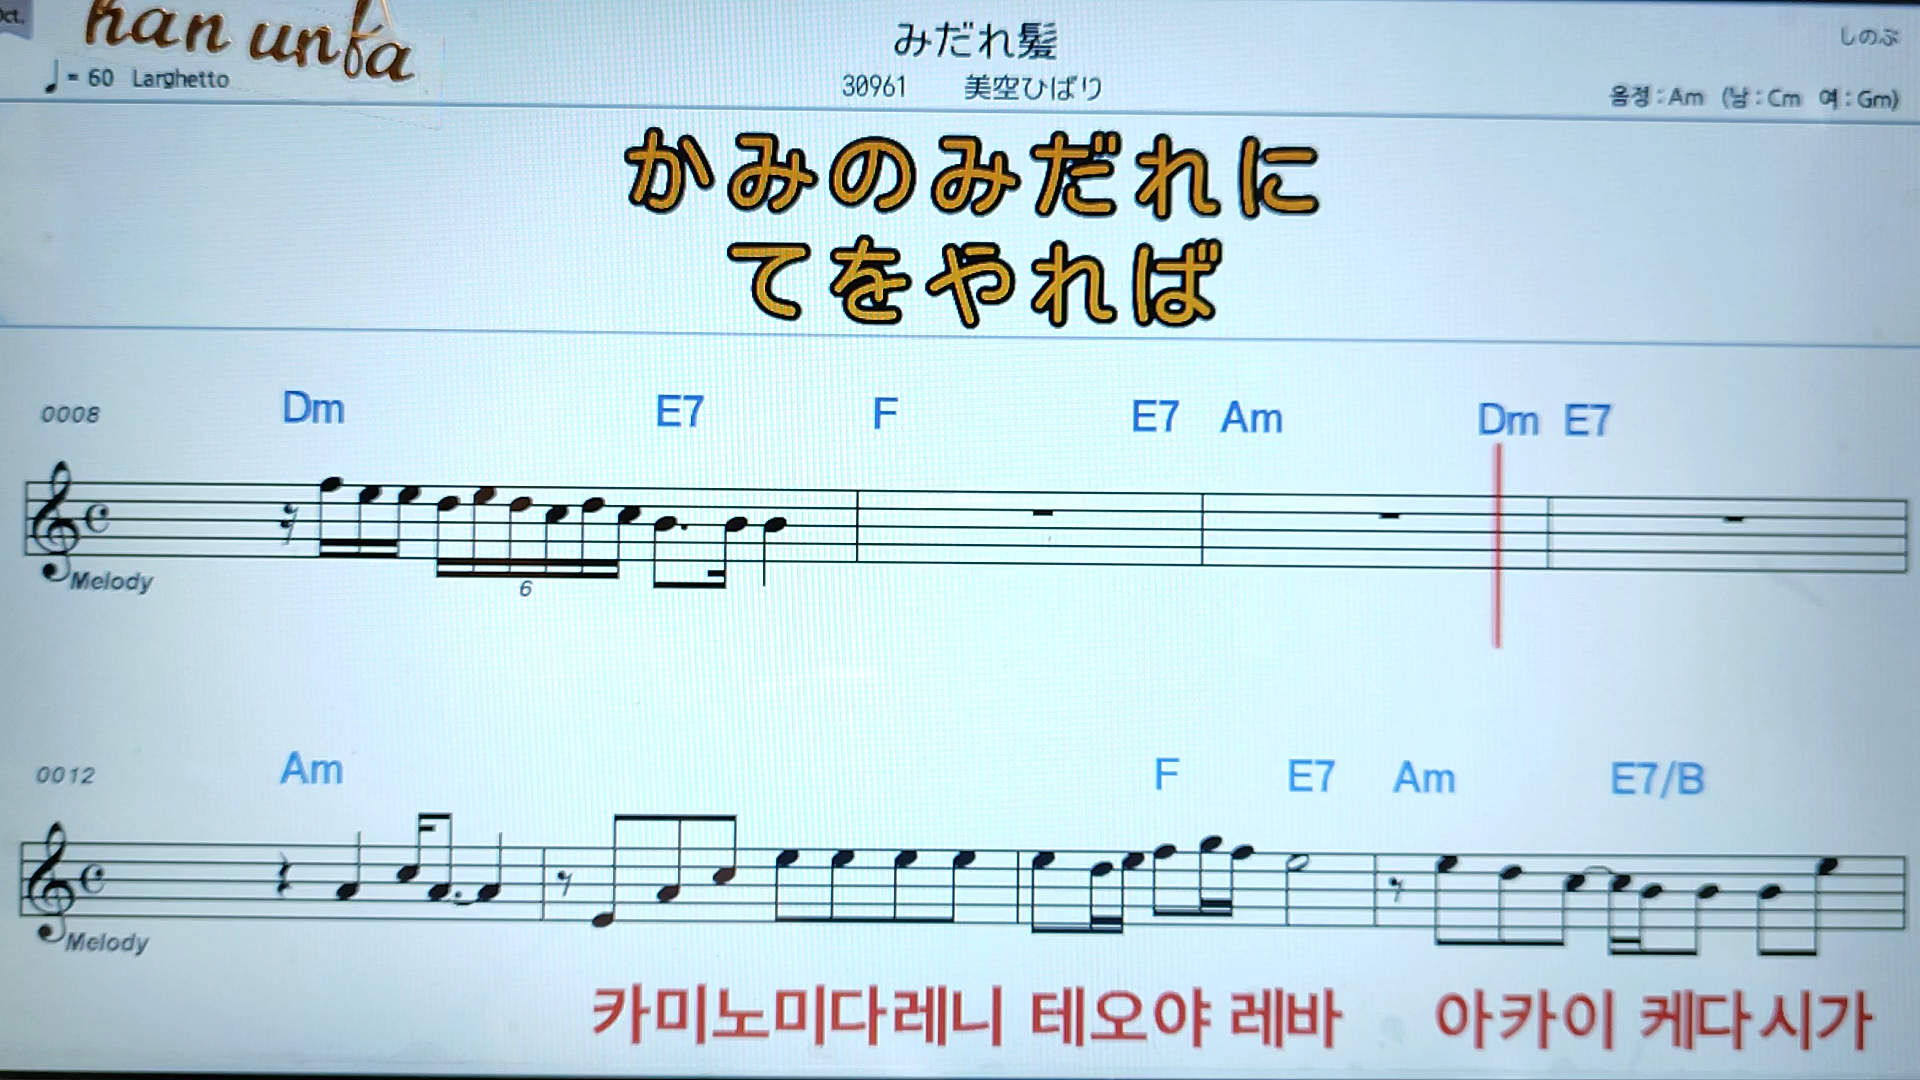 Oct.
han unfa
みだれ髪
しのぶ
♩= 60 Larghetto
30961 美空ひばり
음정:Am (남:Cm 여:Gm)
かみのみだれに
てをやれば
0008 Dm E7 F E7 Am Dm E7
Melody
6
0012 Am F E7 Am E7/B
Melody
카미노미다레니 테오야 레바 아카이 케다시가